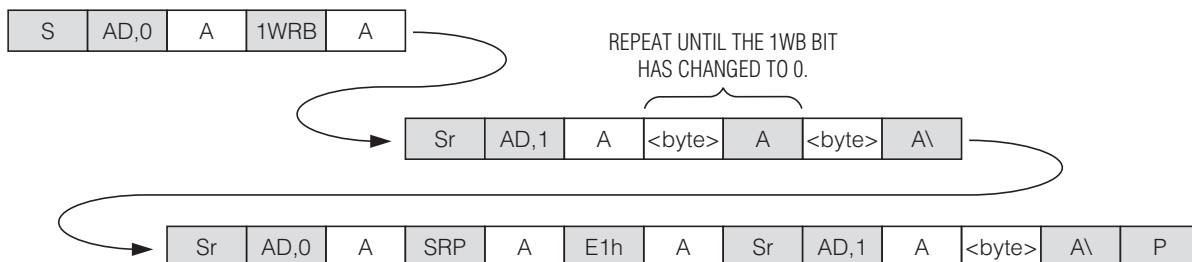 S AD,0 A 1WRB A
REPEAT UNTIL THE 1WB BIT
HAS CHANGED TO 0.
Sr AD,1 A <byte> A <byte> A\
Sr AD,0 A SRP A E1h A Sr AD,1 A <byte> A\ P